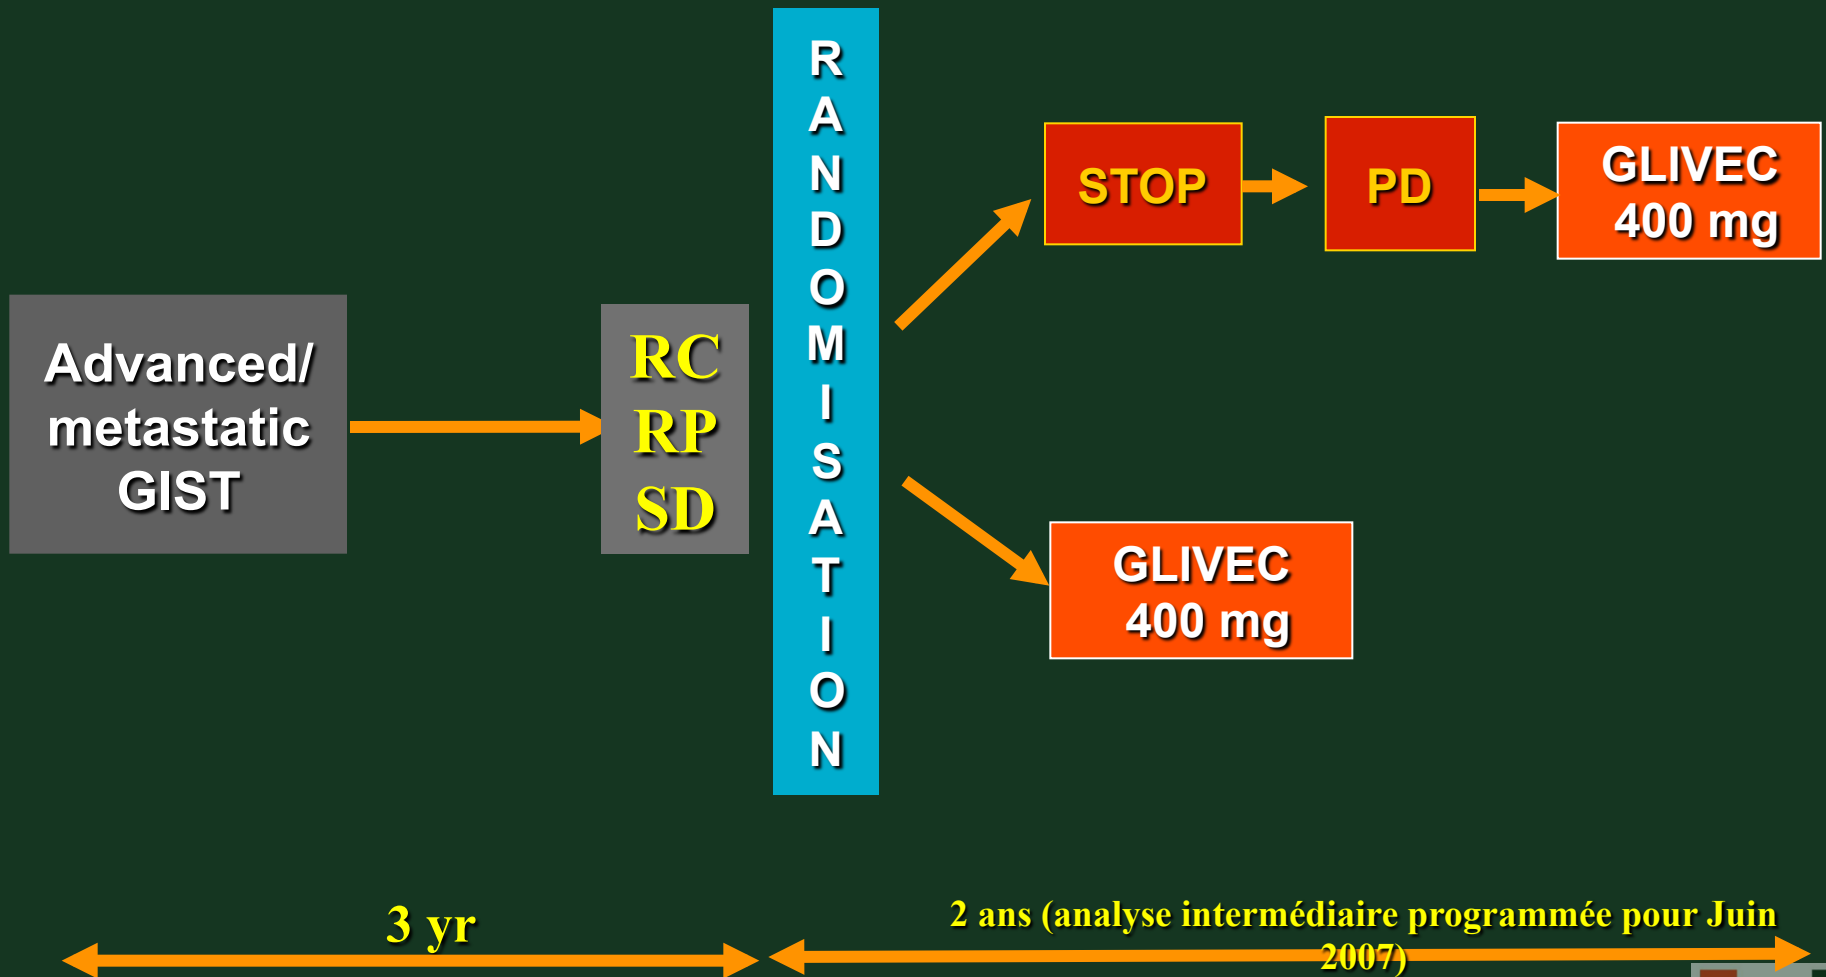 Advanced/
metastatic
GIST
RC
RP
SD
RANDOMISATION
STOP
PD
GLIVEC
400 mg
GLIVEC
400 mg
3 yr
2 ans (analyse intermédiaire programmée pour Juin
2007)